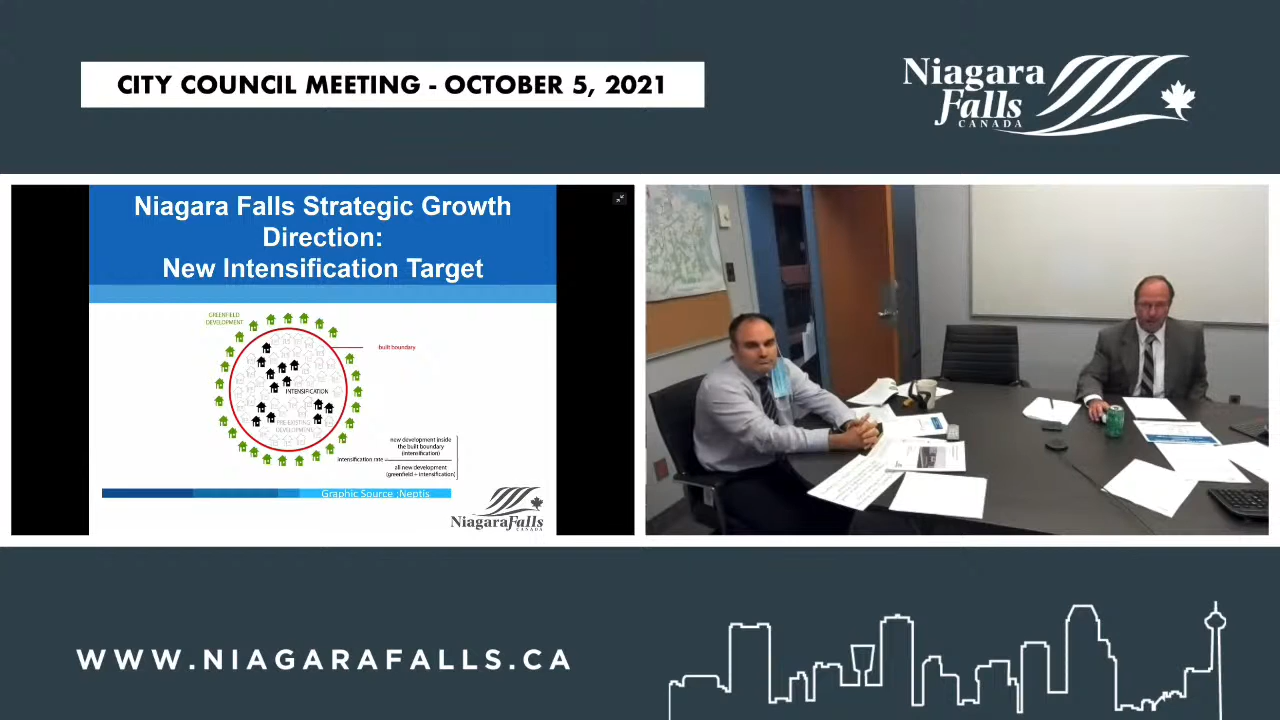 CITY COUNCIL MEETING - OCTOBER 5, 2021
Niagara
Falls
CANADA
Niagara Falls Strategic Growth
Direction:
New Intensification Target
GREENFIELD
DEVELOPMENT
built boundary
INTENSIFICATION
PRE-EXISTING
DEVELOPMENT
new development inside
the built boundary
(intensification)
intensification rate =
all new development
(greenfield + intensification)
Graphic Source ;Neptis
NiagaraFalls
CANADA
WWW.NIAGARAFALLS.CA